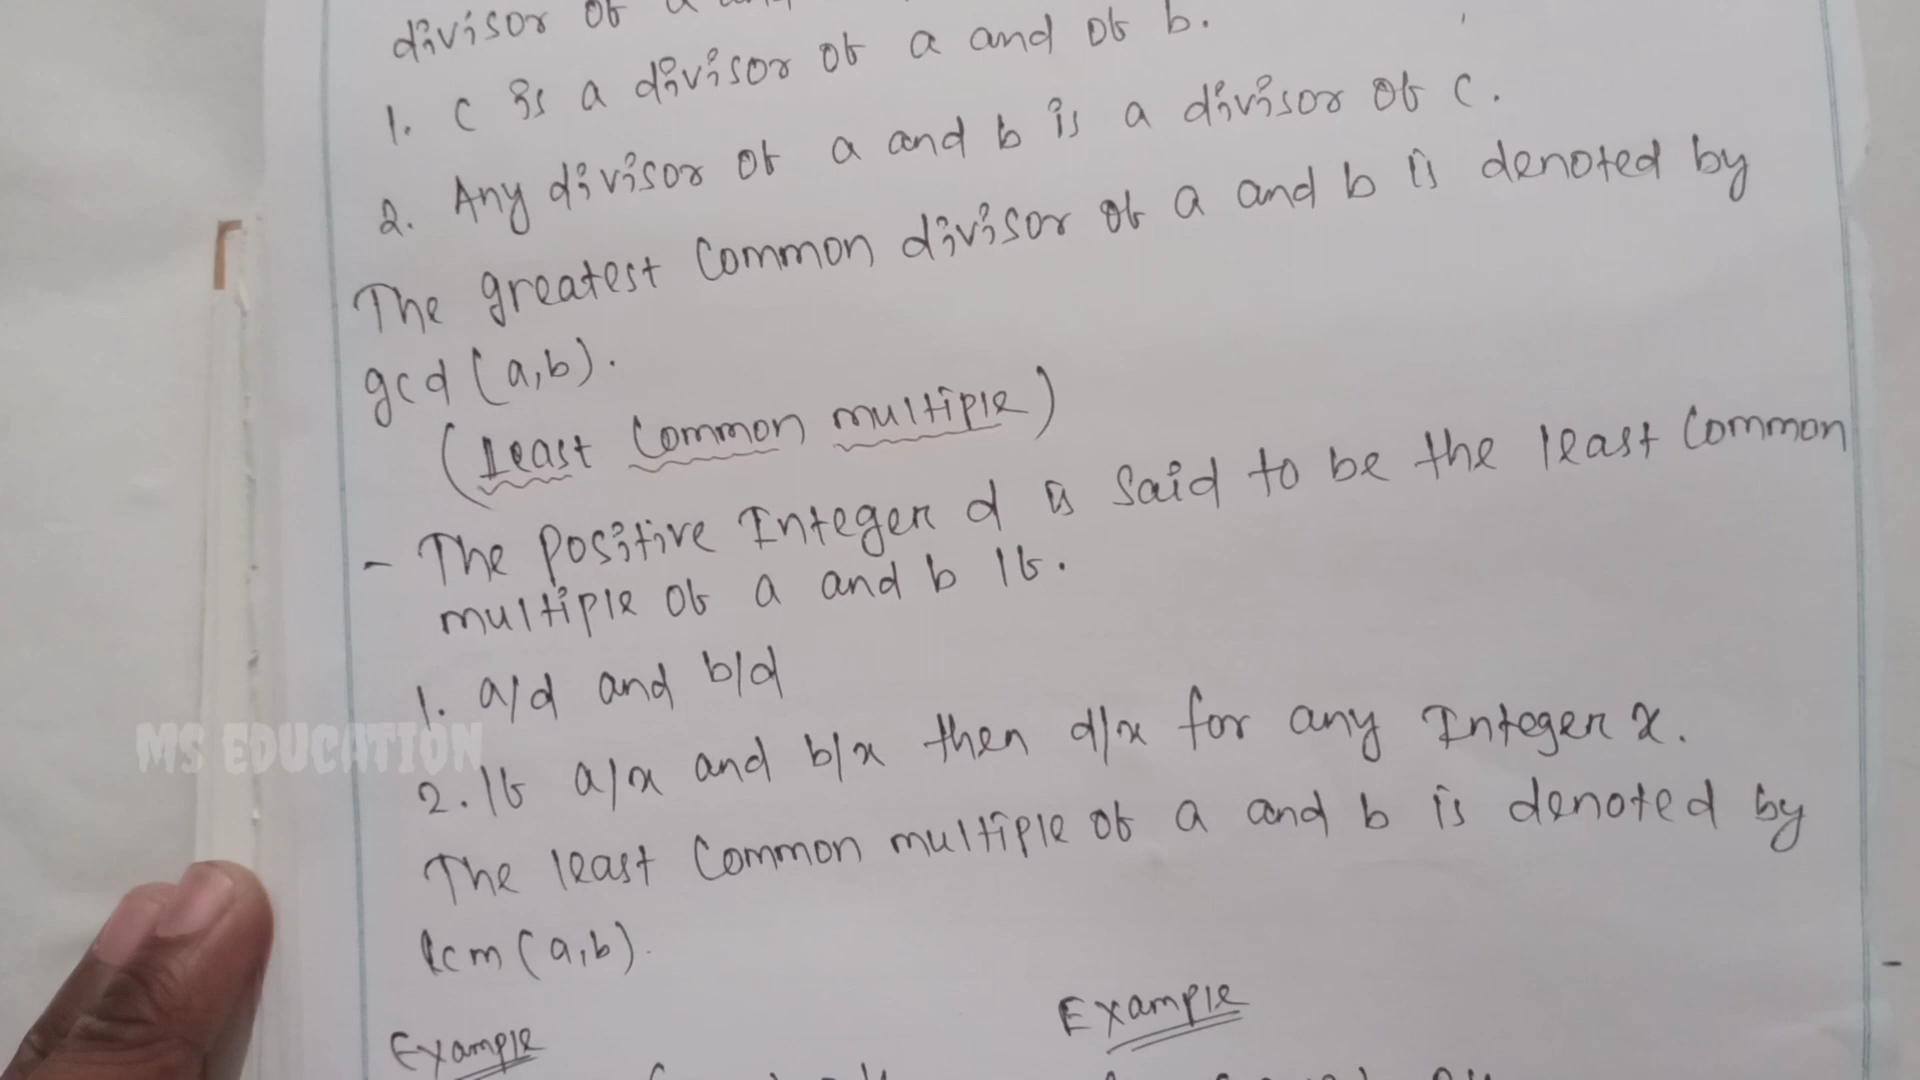 divisor of a and
1. C is a divisor of a and of b.
2. Any divisor of a and b is a divisor of C.
The greatest Common divisor of a and b is denoted by
gcd (a,b).
(Least Common multiple)
- The Positive Integer d is said to be the least Common
multiple of a and b If.
1. a/d and b/d
2. If a/x and b/x then d/x for any Integer x.
The least Common multiple of a and b is denoted by
lcm (a,b).
Example
Example
MS EDUCATION